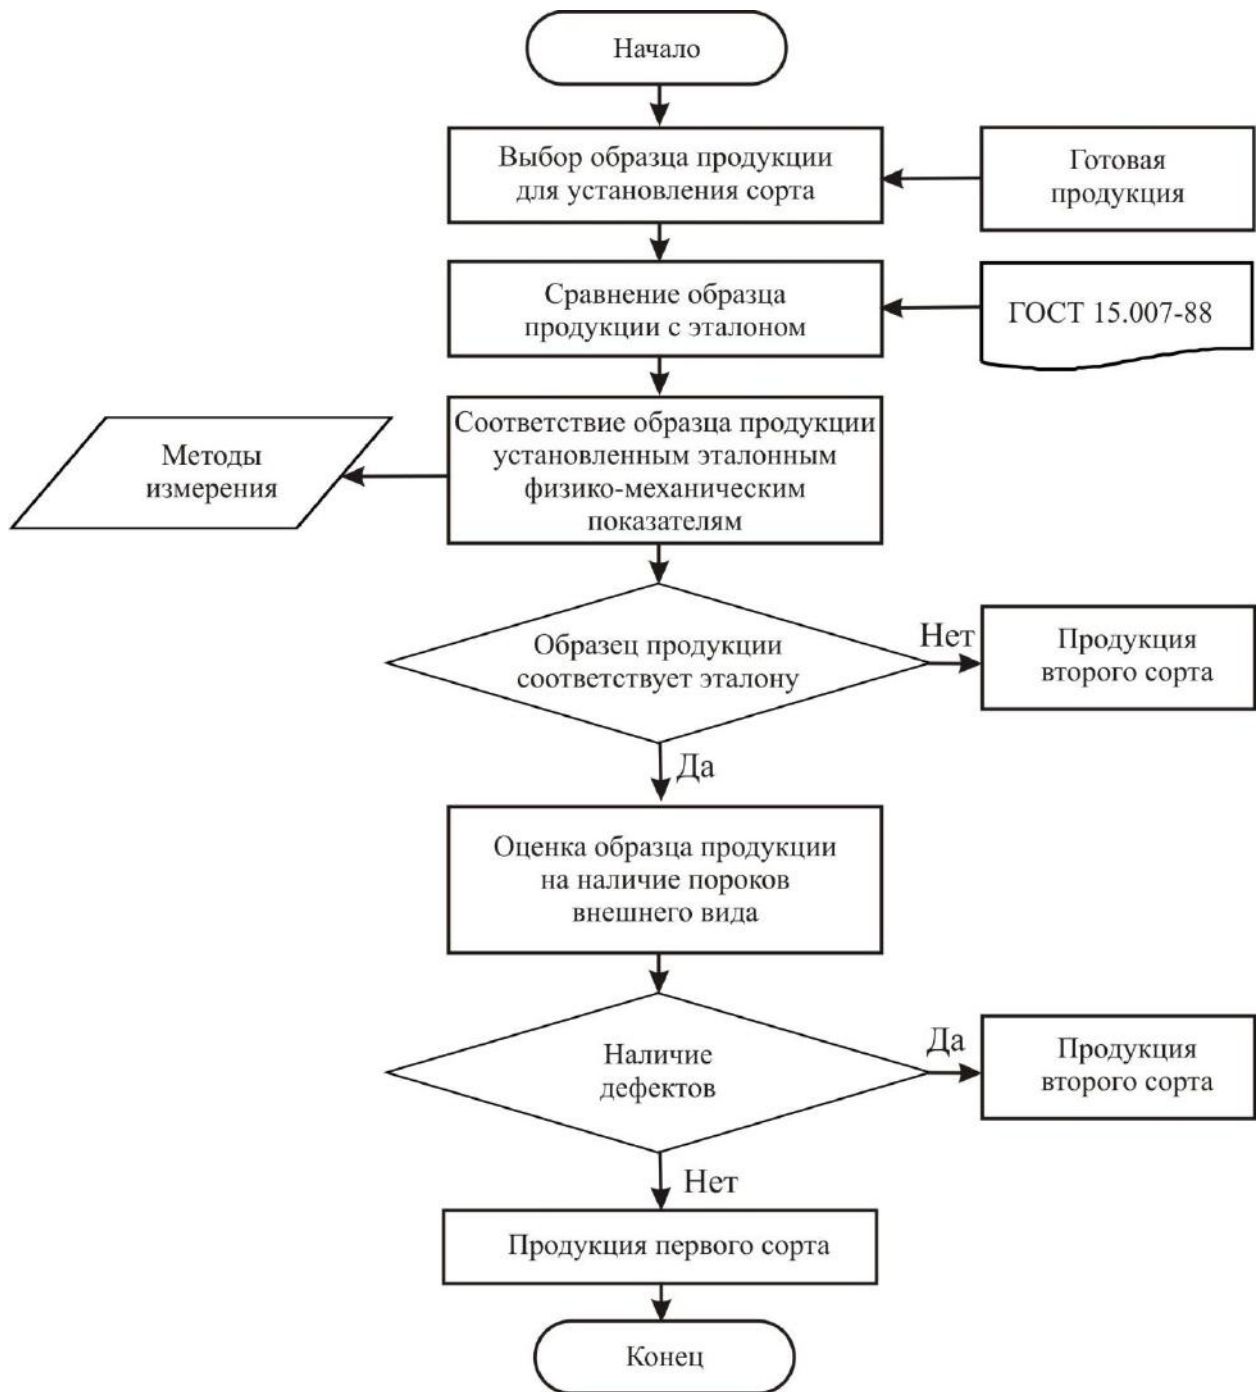 Начало
Выбор образца продукции
для установления сорта
Готовая
продукция
Сравнение образца
продукции с эталоном
ГОСТ 15.007-88
Соответствие образца продукции
установленным эталонным
физико-механическим
показателям
Методы
измерения
Образец продукции
соответствует эталону
Нет
Продукция
второго сорта
Да
Оценка образца продукции
на наличие пороков
внешнего вида
Наличие
дефектов
Да
Продукция
второго сорта
Нет
Продукция первого сорта
Конец